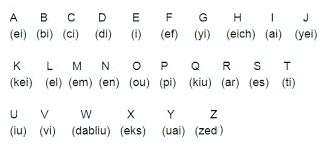 A B C D E F G H I J
(ei) (bi) (ci) (di) (i) (ef) (yi) (eich) (ai) (yei)
K L M N O P Q R S T
(kei) (el) (em) (en) (ou) (pi) (kiu) (ar) (es) (ti)
U V W X Y Z
(iu) (vi) (dabliu) (eks) (uai) (zed )